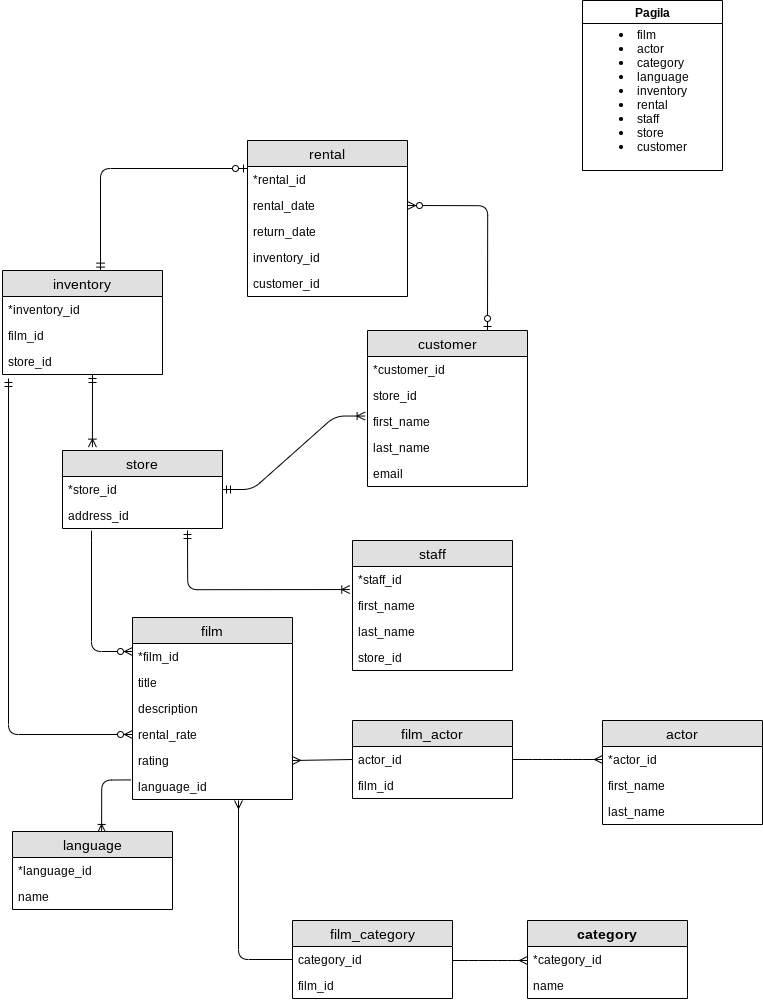 Pagila
film
actor
category
language
inventory
rental
staff
store
customer
rental
*rental_id
rental_date
return_date
inventory_id
customer_id
inventory
*inventory_id
film_id
store_id
customer
*customer_id
store_id
first_name
last_name
email
store
*store_id
address_id
staff
*staff_id
first_name
last_name
store_id
film
*film_id
title
description
rental_rate
rating
language_id
film_actor
actor_id
film_id
actor
*actor_id
first_name
last_name
language
*language_id
name
film_category
category_id
film_id
category
*category_id
name